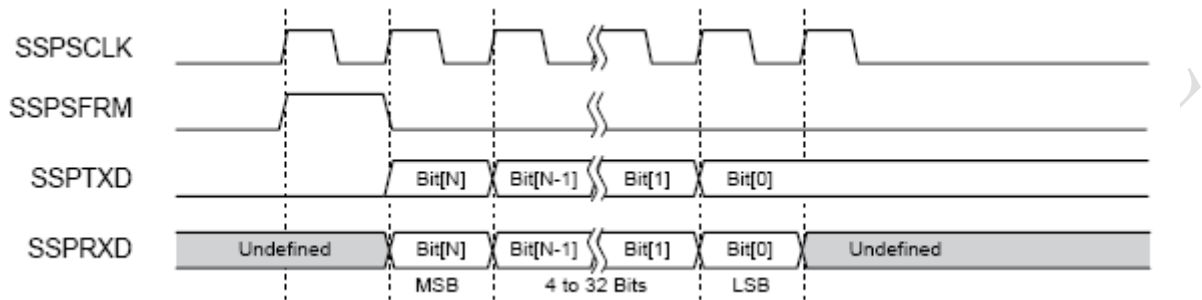 SSPSCLK
SSPSFRM
SSPTXD Bit[N] Bit[N-1] Bit[1] Bit[0]
SSPRXD Undefined Bit[N] Bit[N-1] Bit[1] Bit[0] Undefined
MSB 4 to 32 Bits LSB